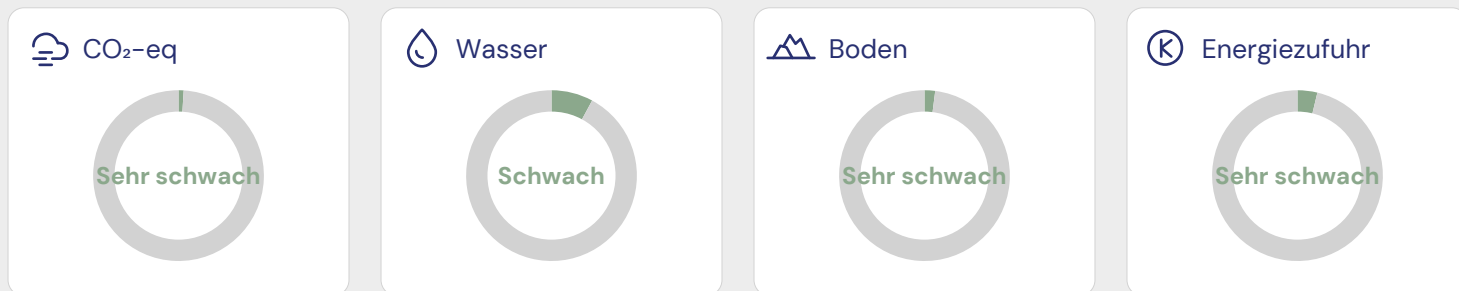 CO₂-eq
Sehr schwach
Wasser
Schwach
Boden
Sehr schwach
Energiezufuhr
Sehr schwach